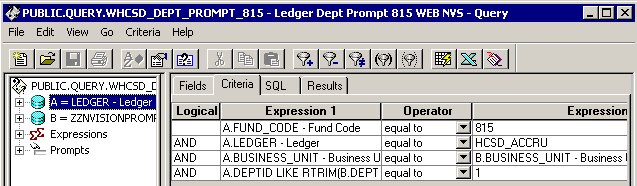 PUBLIC.QUERY.WHCSD_DEPT_PROMPT_815 - Ledger Dept Prompt 815 WEB NVS - Query
File Edit View Go Criteria Help
PUBLIC.QUERY.WHCSD_D
A = LEDGER - Ledger
B = ZZNVISIONPROM
Expressions
Prompts
Fields Criteria SQL Results
Logical Expression 1 Operator Expression
A.FUND_CODE - Fund Code equal to 815
AND A.LEDGER - Ledger equal to HCSD_ACCRU
AND A.BUSINESS_UNIT - Business U equal to B.BUSINESS_UNIT - Busines
AND A.DEPTID LIKE RTRIM(B.DEPT equal to 1